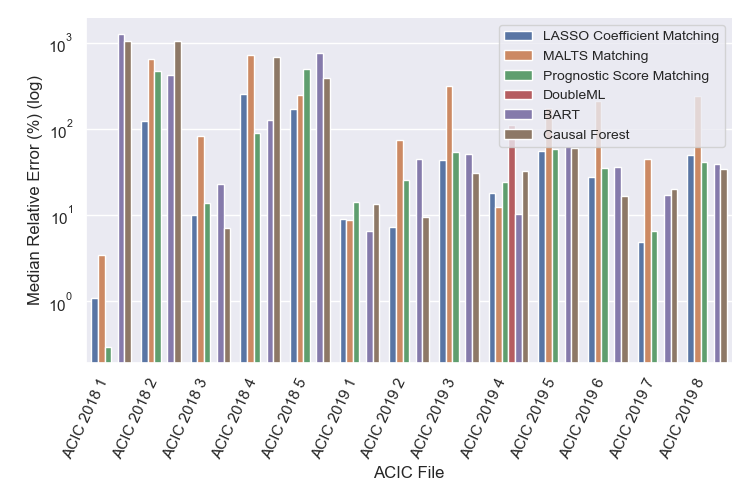 LASSO Coefficient Matching
MALTS Matching
Prognostic Score Matching
DoubleML
BART
Causal Forest
Median Relative Error (%) (log)
10³
10²
10¹
10⁰
ACIC 2018 1
ACIC 2018 2
ACIC 2018 3
ACIC 2018 4
ACIC 2018 5
ACIC 2019 1
ACIC 2019 2
ACIC 2019 3
ACIC 2019 4
ACIC 2019 5
ACIC 2019 6
ACIC 2019 7
ACIC 2019 8
ACIC File